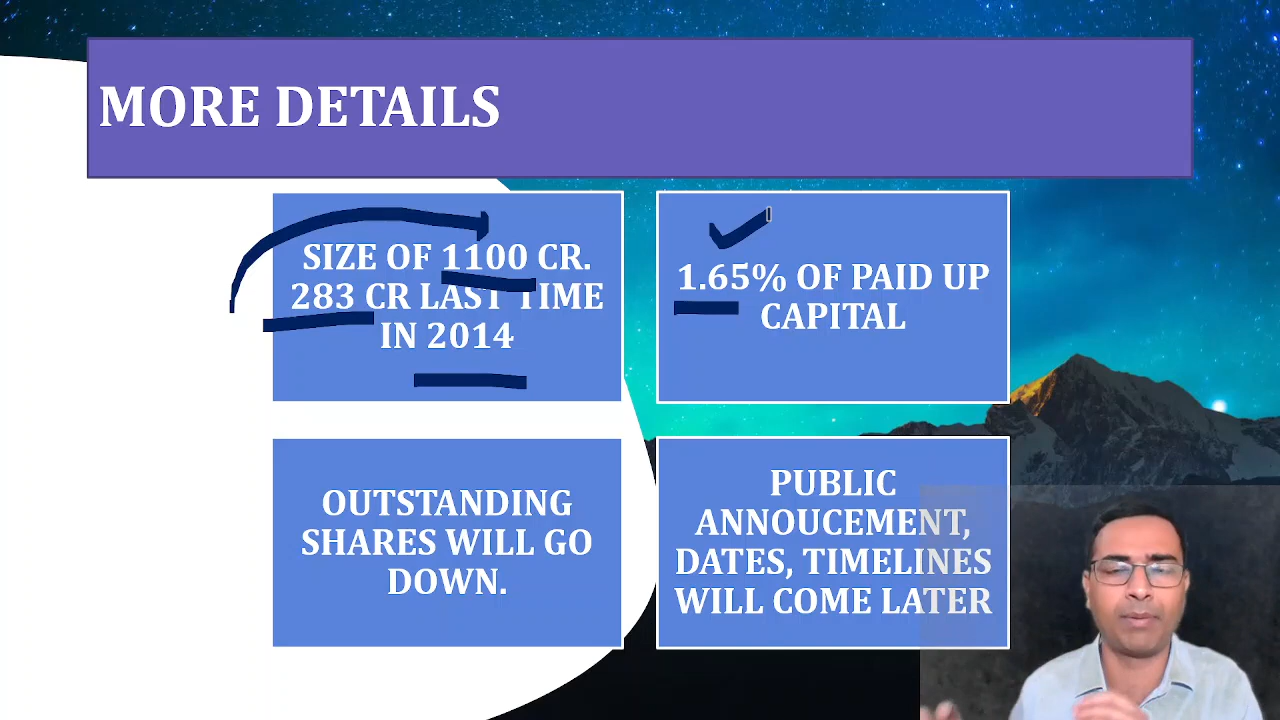 MORE DETAILS
SIZE OF 1100 CR.
283 CR LAST TIME
IN 2014
1.65% OF PAID UP
CAPITAL
OUTSTANDING
SHARES WILL GO
DOWN.
PUBLIC
ANNOUCEMENT,
DATES, TIMELINES
WILL COME LATER